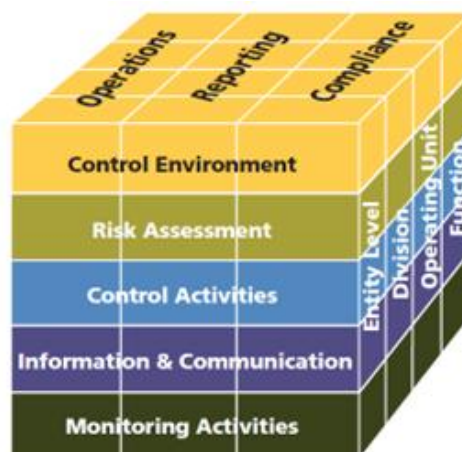 Operations
Reporting
Compliance
Control Environment
Risk Assessment
Control Activities
Information & Communication
Monitoring Activities
Entity Level
Division
Operating Unit
Function